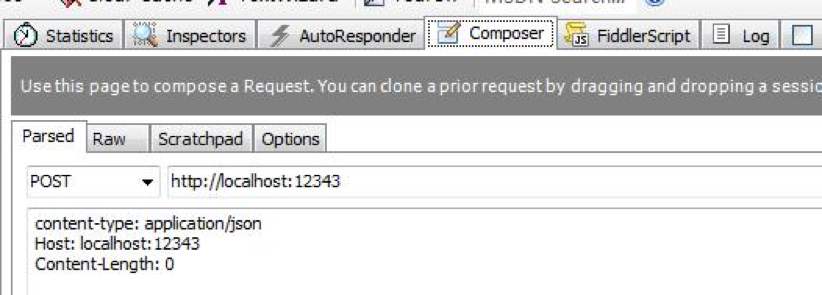 Statistics Inspectors AutoResponder Composer FiddlerScript Log
Use this page to compose a Request. You can clone a prior request by dragging and dropping a sessio
Parsed Raw Scratchpad Options
POST http://localhost:12343
content-type: application/json
Host: localhost:12343
Content-Length: 0